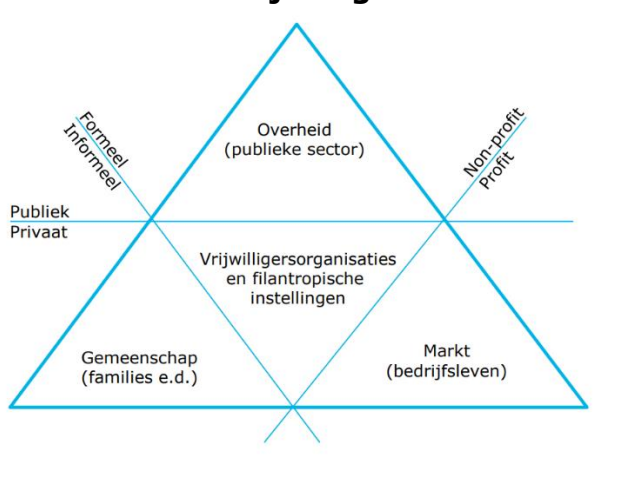 Overheid
(publieke sector)
Formeel
Informeel
Non-profit
Profit
Publiek
Privaat
Vrijwilligersorganisaties
en filantropische
instellingen
Gemeenschap
(families e.d.)
Markt
(bedrijfsleven)